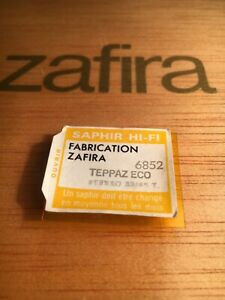 zafira
SAPHIR HI-FI
FABRICATION
ZAFIRA
6852
TEPPAZ ECO
Ouvrir
Un saphir doit être changé
en moyenne tous les mois